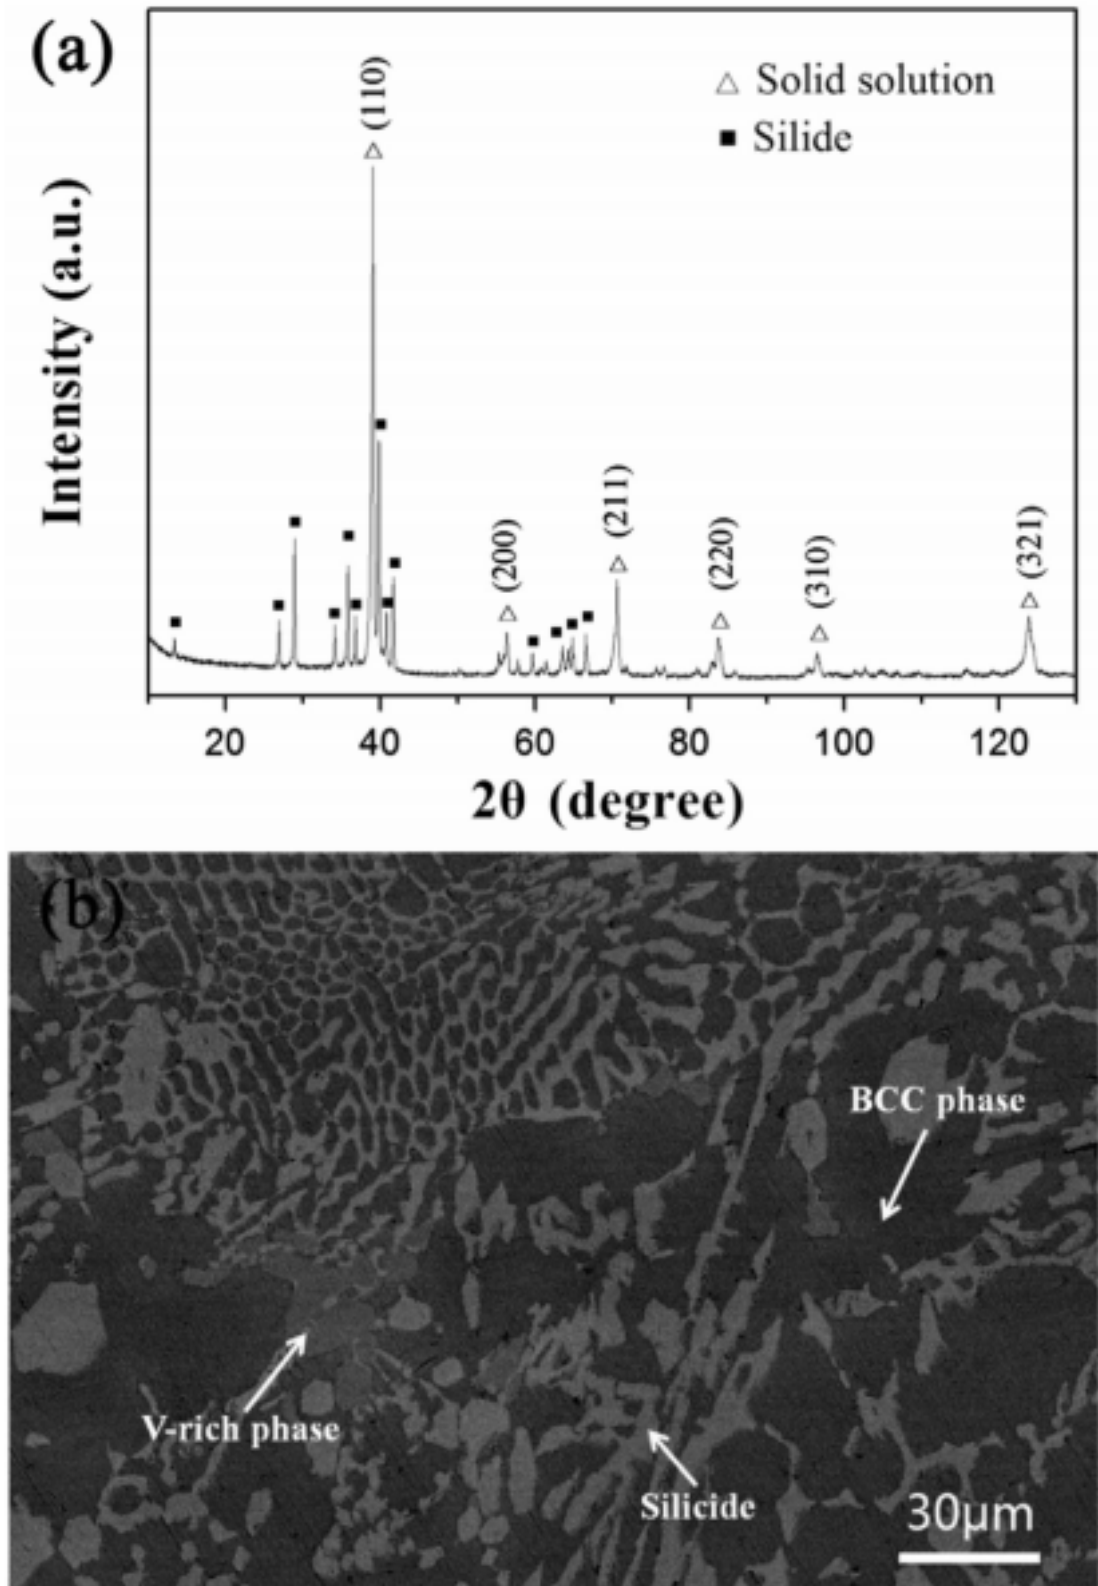 (a)
△ Solid solution
■ Silide
(110)
(200)
(211)
(220)
(310)
(321)
Intensity (a.u.)
20 40 60 80 100 120
2θ (degree)
(b)
BCC phase
V-rich phase
Silicide
30μm